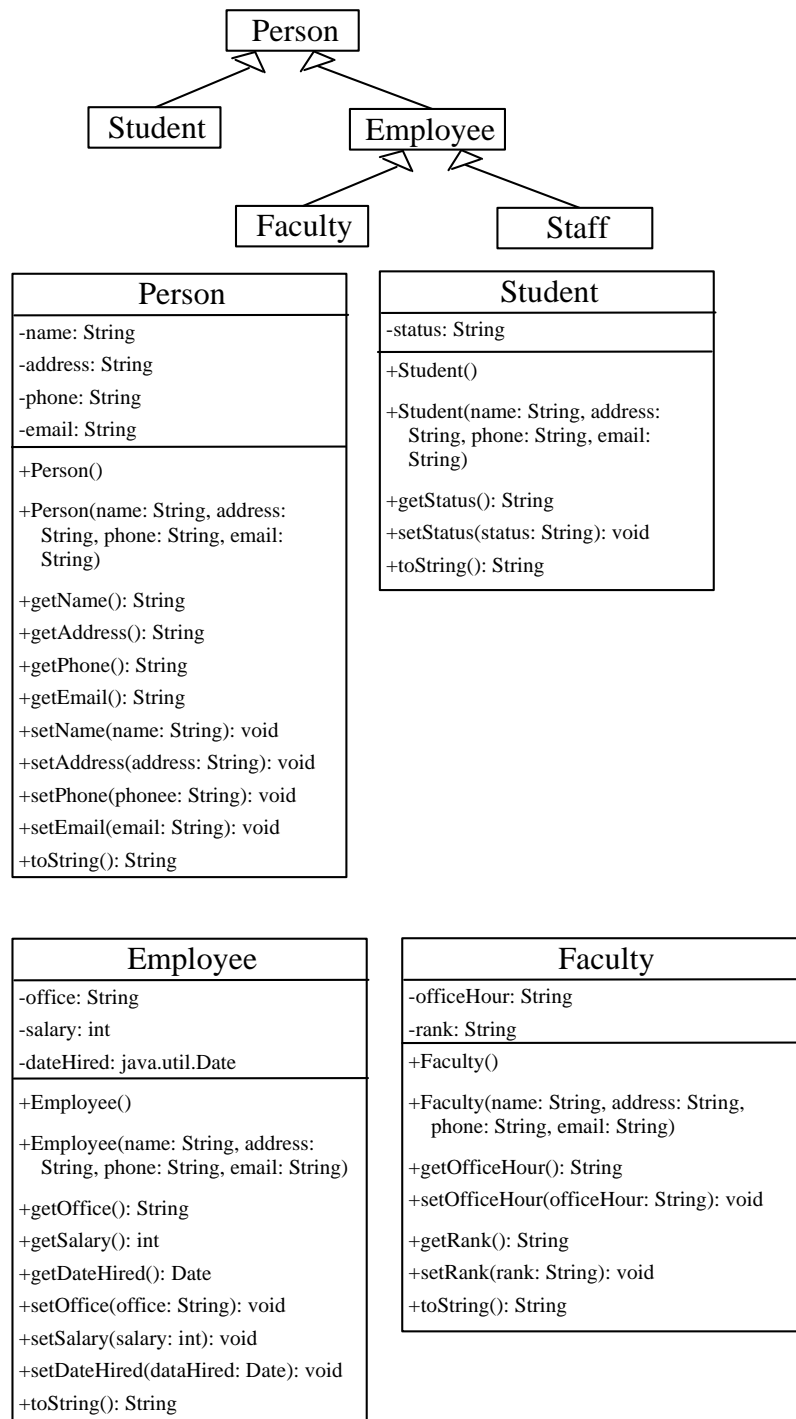 Person
Student
Employee
Faculty
Staff
Person
-name: String
-address: String
-phone: String
-email: String
+Person()
+Person(name: String, address:
String, phone: String, email:
String)
+getName(): String
+getAddress(): String
+getPhone(): String
+getEmail(): String
+setName(name: String): void
+setAddress(address: String): void
+setPhone(phonee: String): void
+setEmail(email: String): void
+toString(): String
Student
-status: String
+Student()
+Student(name: String, address:
String, phone: String, email:
String)
+getStatus(): String
+setStatus(status: String): void
+toString(): String
Employee
-office: String
-salary: int
-dateHired: java.util.Date
+Employee()
+Employee(name: String, address:
String, phone: String, email: String)
+getOffice(): String
+getSalary(): int
+getDateHired(): Date
+setOffice(office: String): void
+setSalary(salary: int): void
+setDateHired(dataHired: Date): void
+toString(): String
Faculty
-officeHour: String
-rank: String
+Faculty()
+Faculty(name: String, address: String,
phone: String, email: String)
+getOfficeHour(): String
+setOfficeHour(officeHour: String): void
+getRank(): String
+setRank(rank: String): void
+toString(): String